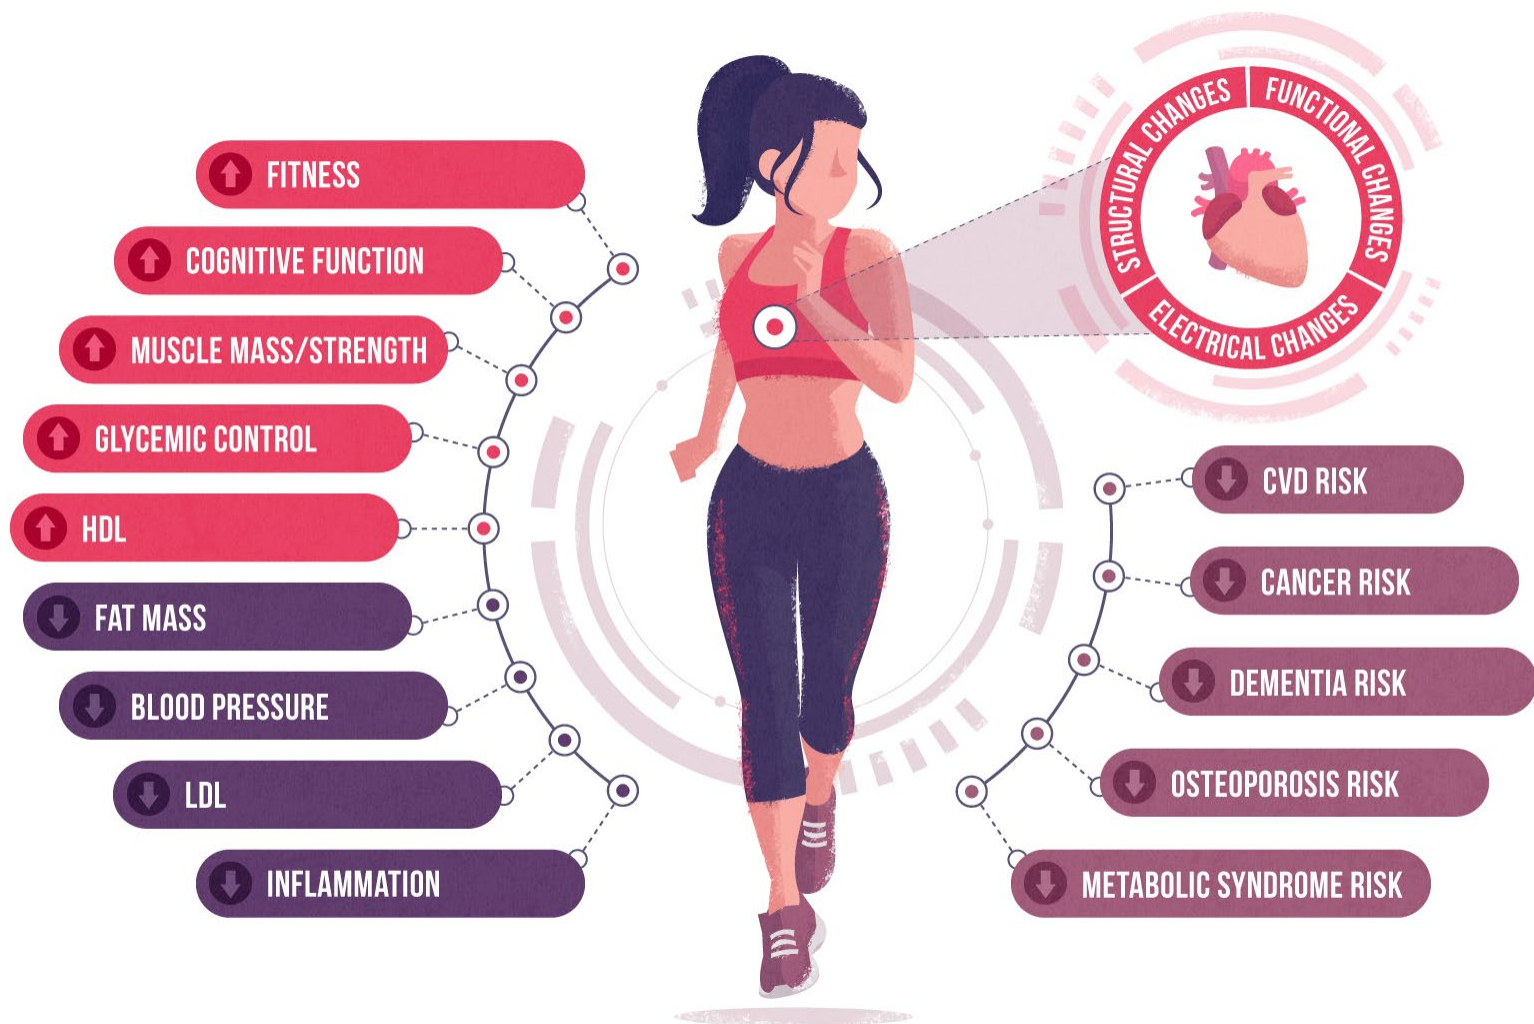 FITNESS
COGNITIVE FUNCTION
MUSCLE MASS/STRENGTH
GLYCEMIC CONTROL
HDL
FAT MASS
BLOOD PRESSURE
LDL
INFLAMMATION
STRUCTURAL CHANGES
FUNCTIONAL CHANGES
ELECTRICAL CHANGES
CVD RISK
CANCER RISK
DEMENTIA RISK
OSTEOPOROSIS RISK
METABOLIC SYNDROME RISK